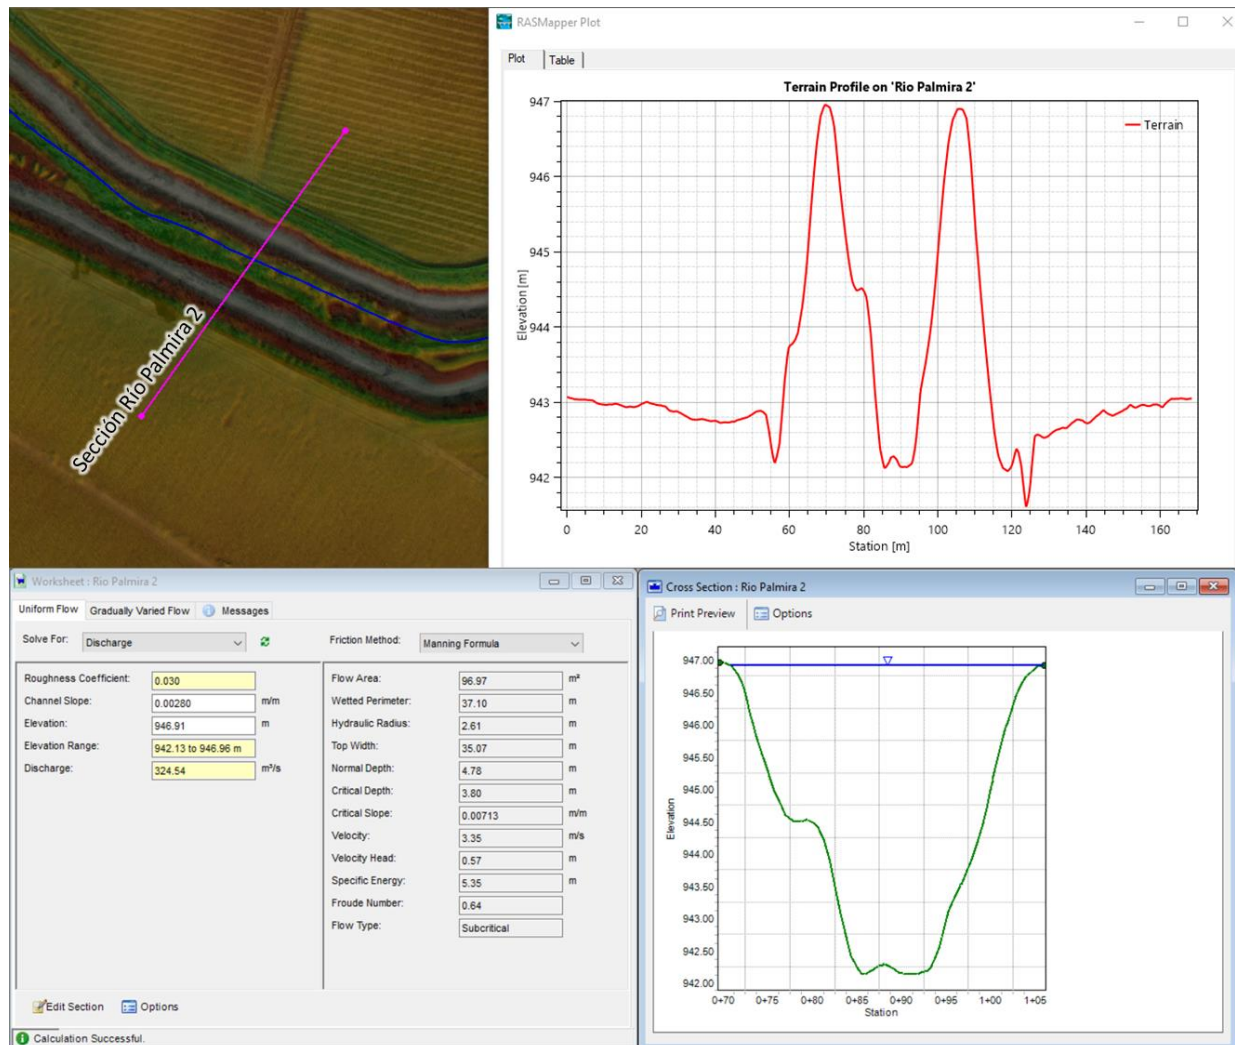 Sección Río Palmira 2
RASMapper Plot
Plot Table
Terrain Profile on 'Rio Palmira 2'
Terrain
Elevation [m]
947
946
945
944
943
942
0 20 40 60 80 100 120 140 160
Station [m]
Worksheet : Rio Palmira 2
Uniform Flow Gradually Varied Flow Messages
Solve For: Discharge Friction Method: Manning Formula
Roughness Coefficient: 0.030
Channel Slope: 0.00280 m/m
Elevation: 946.91 m
Elevation Range: 942.13 to 946.96 m
Discharge: 324.54 m³/s
Flow Area: 96.97 m²
Wetted Perimeter: 37.10 m
Hydraulic Radius: 2.61 m
Top Width: 35.07 m
Normal Depth: 4.78 m
Critical Depth: 3.80 m
Critical Slope: 0.00713 m/m
Velocity: 3.35 m/s
Velocity Head: 0.57 m
Specific Energy: 5.35 m
Froude Number: 0.64
Flow Type: Subcritical
Edit Section Options
Calculation Successful.
Cross Section : Rio Palmira 2
Print Preview Options
Elevation
947.00
946.50
946.00
945.50
945.00
944.50
944.00
943.50
943.00
942.50
942.00
0+70 0+75 0+80 0+85 0+90 0+95 1+00 1+05
Station